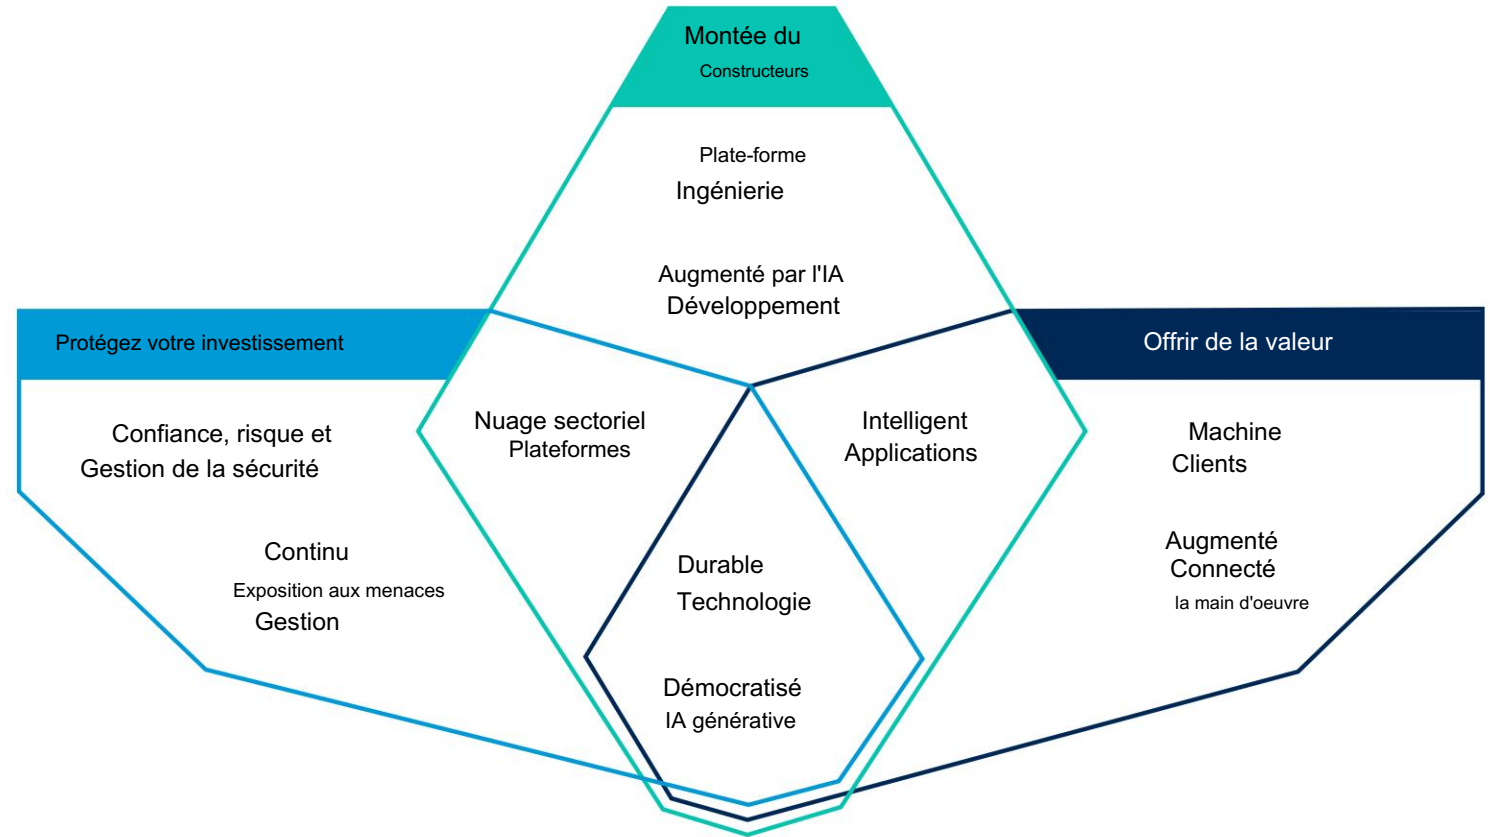 Montée du
Constructeurs
Plate-forme
Ingénierie
Augmenté par l'IA
Développement
Protégez votre investissement
Offrir de la valeur
Confiance, risque et
Gestion de la sécurité
Continu
Exposition aux menaces
Gestion
Nuage sectoriel
Plateformes
Intelligent
Applications
Machine
Clients
Augmenté
Connecté
la main d'oeuvre
Durable
Technologie
Démocratisé
IA générative